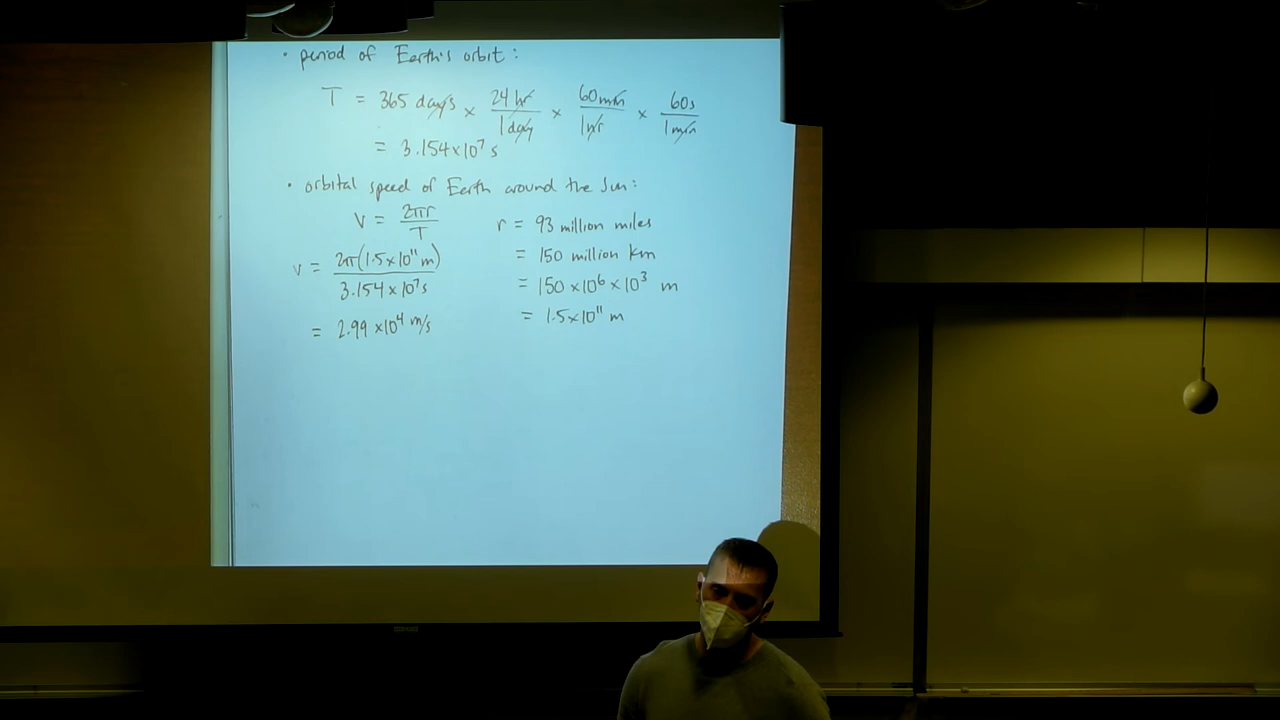 • period of Earth's orbit:
T = 365 days × 24 hr / 1 day × 60 min / 1 hr × 60 s / 1 min
= 3.154×10⁷ s
• orbital speed of Earth around the Sun:
v = 2πr / T
r = 93 million miles
v = 2π(1.5×10¹¹ m) / 3.154×10⁷ s
= 150 million km
= 150×10⁶×10³ m
= 2.99×10⁴ m/s
= 1.5×10¹¹ m